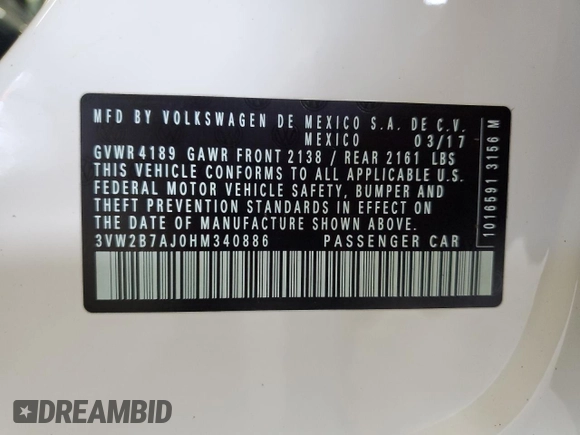 MFD BY VOLKSWAGEN DE MEXICO S.A. DE C.V.
MEXICO 03/17
GVWR 4189 GAWR FRONT 2138 / REAR 2161 LBS
THIS VEHICLE CONFORMS TO ALL APPLICABLE U.S.
FEDERAL MOTOR VEHICLE SAFETY, BUMPER AND
THEFT PREVENTION STANDARDS IN EFFECT ON
THE DATE OF MANUFACTURE SHOWN ABOVE.
3VW2B7AJ0HM340886 PASSENGER CAR
1016591 3156 M
DREAMBID